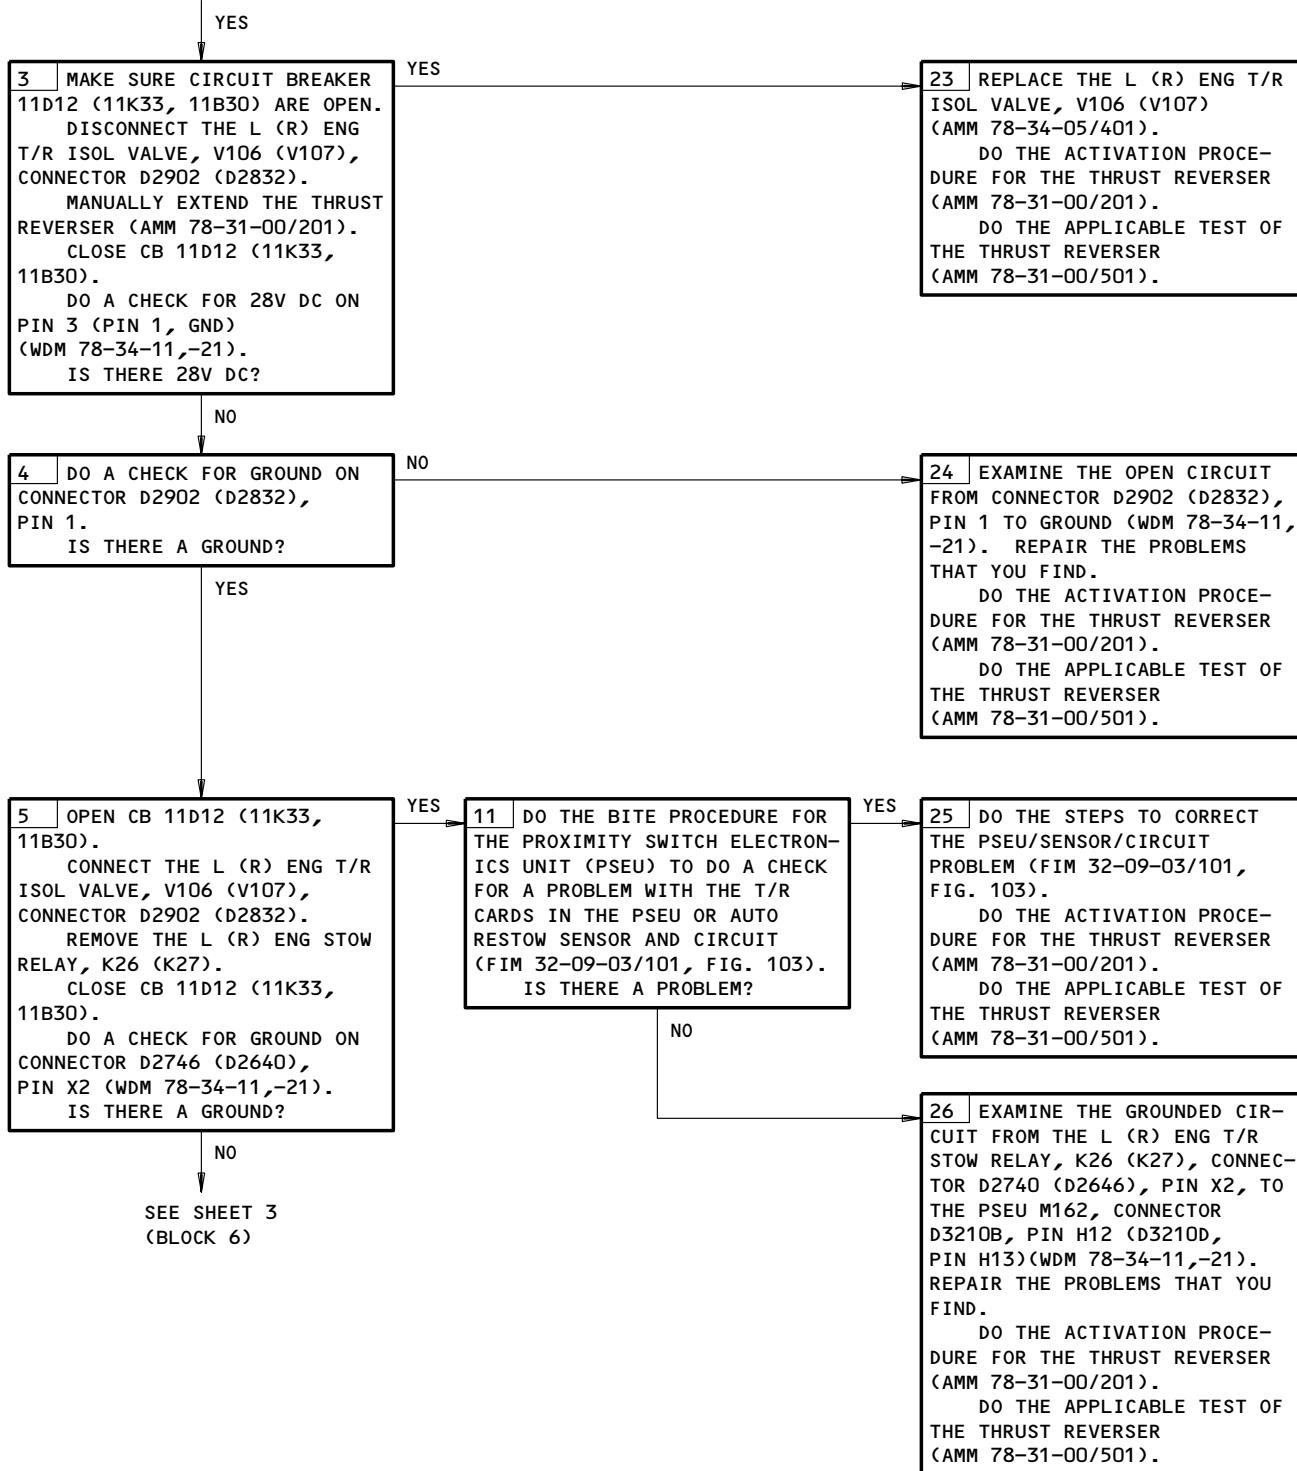 YES
3 MAKE SURE CIRCUIT BREAKER
11D12 (11K33, 11B30) ARE OPEN.
DISCONNECT THE L (R) ENG
T/R ISOL VALVE, V106 (V107),
CONNECTOR D2902 (D2832).
MANUALLY EXTEND THE THRUST
REVERSER (AMM 78-31-00/201).
CLOSE CB 11D12 (11K33,
11B30).
DO A CHECK FOR 28V DC ON
PIN 3 (PIN 1, GND)
(WDM 78-34-11,-21).
IS THERE 28V DC?
YES
23 REPLACE THE L (R) ENG T/R
ISOL VALVE, V106 (V107)
(AMM 78-34-05/401).
DO THE ACTIVATION PROCE-
DURE FOR THE THRUST REVERSER
(AMM 78-31-00/201).
DO THE APPLICABLE TEST OF
THE THRUST REVERSER
(AMM 78-31-00/501).
NO
4 DO A CHECK FOR GROUND ON
CONNECTOR D2902 (D2832),
PIN 1.
IS THERE A GROUND?
NO
24 EXAMINE THE OPEN CIRCUIT
FROM CONNECTOR D2902 (D2832),
PIN 1 TO GROUND (WDM 78-34-11,
-21). REPAIR THE PROBLEMS
THAT YOU FIND.
DO THE ACTIVATION PROCE-
DURE FOR THE THRUST REVERSER
(AMM 78-31-00/201).
DO THE APPLICABLE TEST OF
THE THRUST REVERSER
(AMM 78-31-00/501).
YES
5 OPEN CB 11D12 (11K33,
11B30).
CONNECT THE L (R) ENG T/R
ISOL VALVE, V106 (V107),
CONNECTOR D2902 (D2832).
REMOVE THE L (R) ENG STOW
RELAY, K26 (K27).
CLOSE CB 11D12 (11K33,
11B30).
DO A CHECK FOR GROUND ON
CONNECTOR D2746 (D2640),
PIN X2 (WDM 78-34-11,-21).
IS THERE A GROUND?
YES
11 DO THE BITE PROCEDURE FOR
THE PROXIMITY SWITCH ELECTRON-
ICS UNIT (PSEU) TO DO A CHECK
FOR A PROBLEM WITH THE T/R
CARDS IN THE PSEU OR AUTO
RESTOW SENSOR AND CIRCUIT
(FIM 32-09-03/101, FIG. 103).
IS THERE A PROBLEM?
YES
25 DO THE STEPS TO CORRECT
THE PSEU/SENSOR/CIRCUIT
PROBLEM (FIM 32-09-03/101,
FIG. 103).
DO THE ACTIVATION PROCE-
DURE FOR THE THRUST REVERSER
(AMM 78-31-00/201).
DO THE APPLICABLE TEST OF
THE THRUST REVERSER
(AMM 78-31-00/501).
NO
26 EXAMINE THE GROUNDED CIR-
CUIT FROM THE L (R) ENG T/R
STOW RELAY, K26 (K27), CONNEC-
TOR D2740 (D2646), PIN X2, TO
THE PSEU M162, CONNECTOR
D3210B, PIN H12 (D3210D,
PIN H13)(WDM 78-34-11,-21).
REPAIR THE PROBLEMS THAT YOU
FIND.
DO THE ACTIVATION PROCE-
DURE FOR THE THRUST REVERSER
(AMM 78-31-00/201).
DO THE APPLICABLE TEST OF
THE THRUST REVERSER
(AMM 78-31-00/501).
NO
SEE SHEET 3
(BLOCK 6)